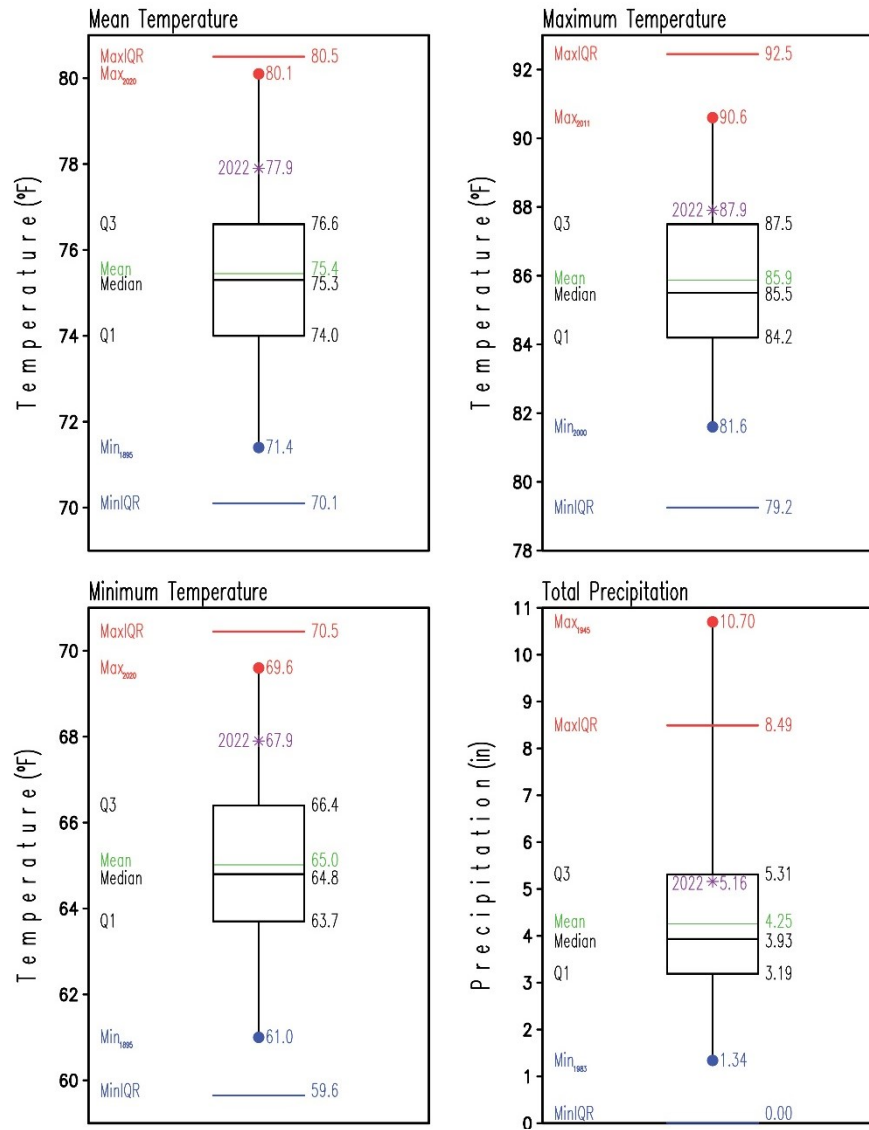 Mean Temperature
Temperature (°F)
80
78
76
74
72
70
MaxIQR 80.5
Max2020 80.1
2022 77.9
Q3 76.6
Mean 75.4
Median 75.3
Q1 74.0
Min1895 71.4
MinIQR 70.1
Maximum Temperature
Temperature (°F)
92
90
88
86
84
82
80
78
MaxIQR 92.5
Max2011 90.6
2022 87.9
Q3 87.5
Mean 85.9
Median 85.5
Q1 84.2
Min2000 81.6
MinIQR 79.2
Minimum Temperature
Temperature (°F)
70
68
66
64
62
60
MaxIQR 70.5
Max2020 69.6
2022 67.9
Q3 66.4
Mean 65.0
Median 64.8
Q1 63.7
Min1895 61.0
MinIQR 59.6
Total Precipitation
Precipitation (in)
11
10
9
8
7
6
5
4
3
2
1
0
Max1945 10.70
MaxIQR 8.49
Q3 5.31
2022 5.16
Mean 4.25
Median 3.93
Q1 3.19
Min1983 1.34
MinIQR 0.00